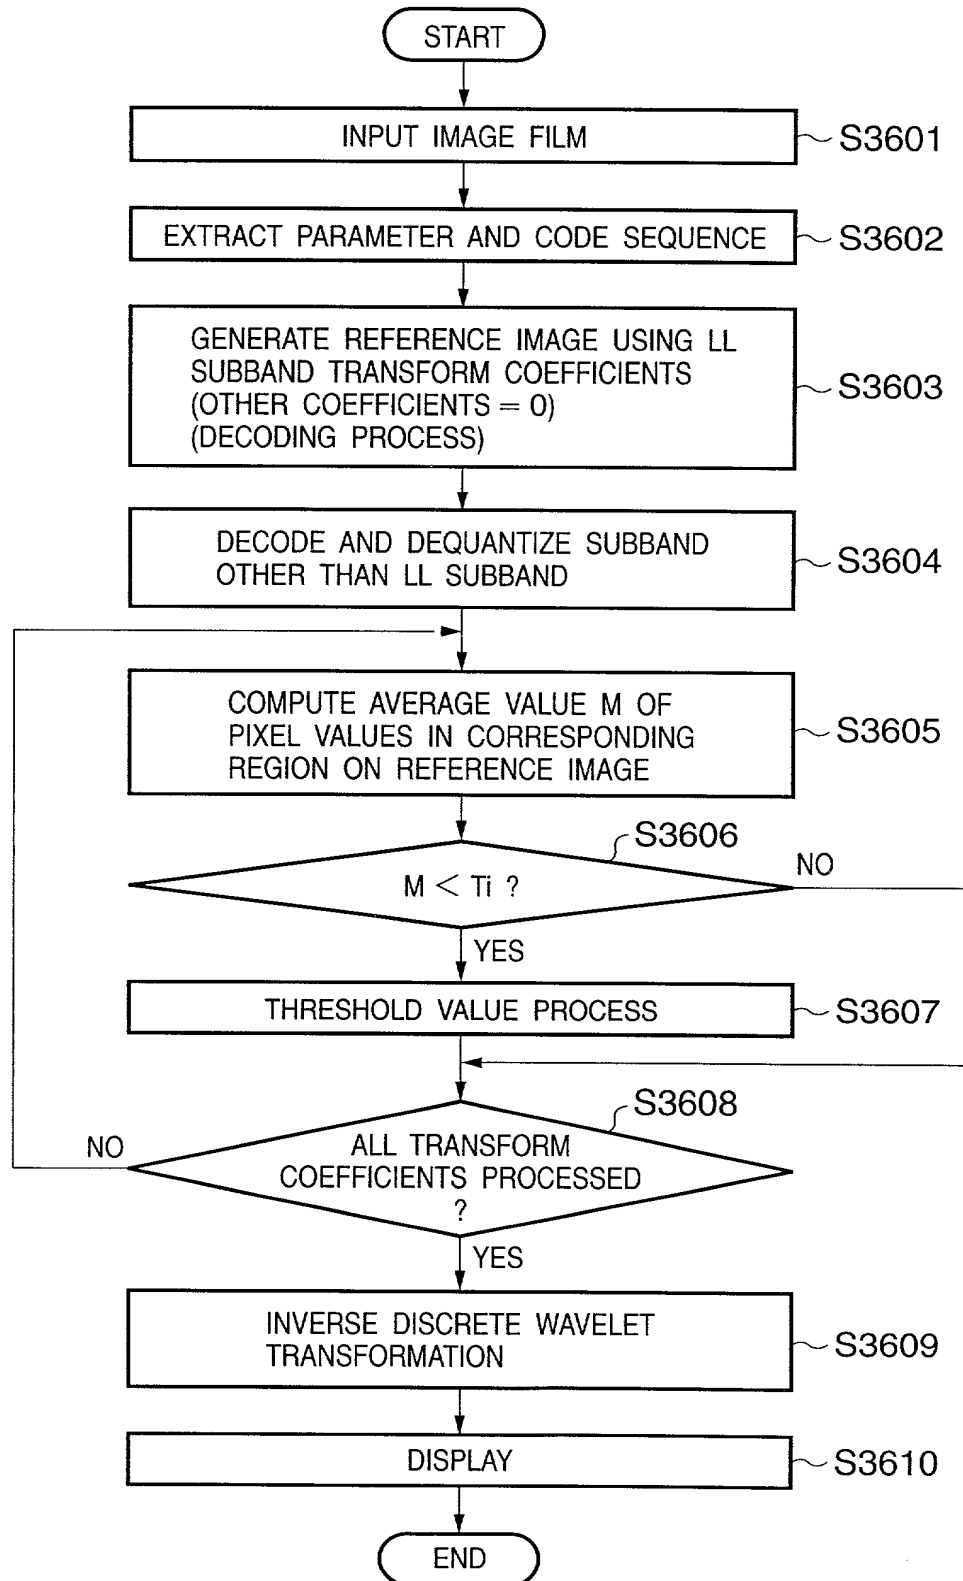 START
INPUT IMAGE FILM
S3601
EXTRACT PARAMETER AND CODE SEQUENCE
S3602
GENERATE REFERENCE IMAGE USING LL
SUBBAND TRANSFORM COEFFICIENTS
(OTHER COEFFICIENTS = 0)
(DECODING PROCESS)
S3603
DECODE AND DEQUANTIZE SUBBAND
OTHER THAN LL SUBBAND
S3604
COMPUTE AVERAGE VALUE M OF
PIXEL VALUES IN CORRESPONDING
REGION ON REFERENCE IMAGE
S3605
S3606
M < Ti ?
NO
YES
THRESHOLD VALUE PROCESS
S3607
S3608
ALL TRANSFORM
COEFFICIENTS PROCESSED
?
NO
YES
INVERSE DISCRETE WAVELET
TRANSFORMATION
S3609
DISPLAY
S3610
END